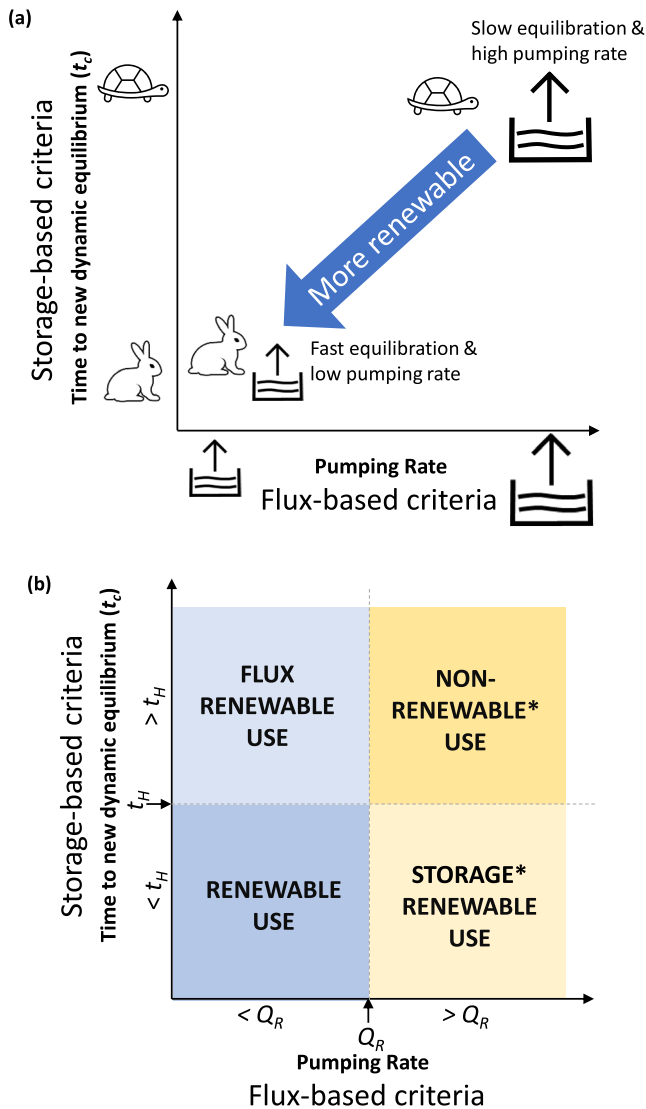 (a)
Slow equilibration &
high pumping rate
Storage-based criteria
Time to new dynamic equilibrium (tc)
More renewable
Fast equilibration &
low pumping rate
Pumping Rate
Flux-based criteria
(b)
Storage-based criteria
Time to new dynamic equilibrium (tc)
> tH
tH
< tH
FLUX
RENEWABLE
USE
NON-
RENEWABLE*
USE
RENEWABLE
USE
STORAGE*
RENEWABLE
USE
< QR
QR
> QR
Pumping Rate
Flux-based criteria